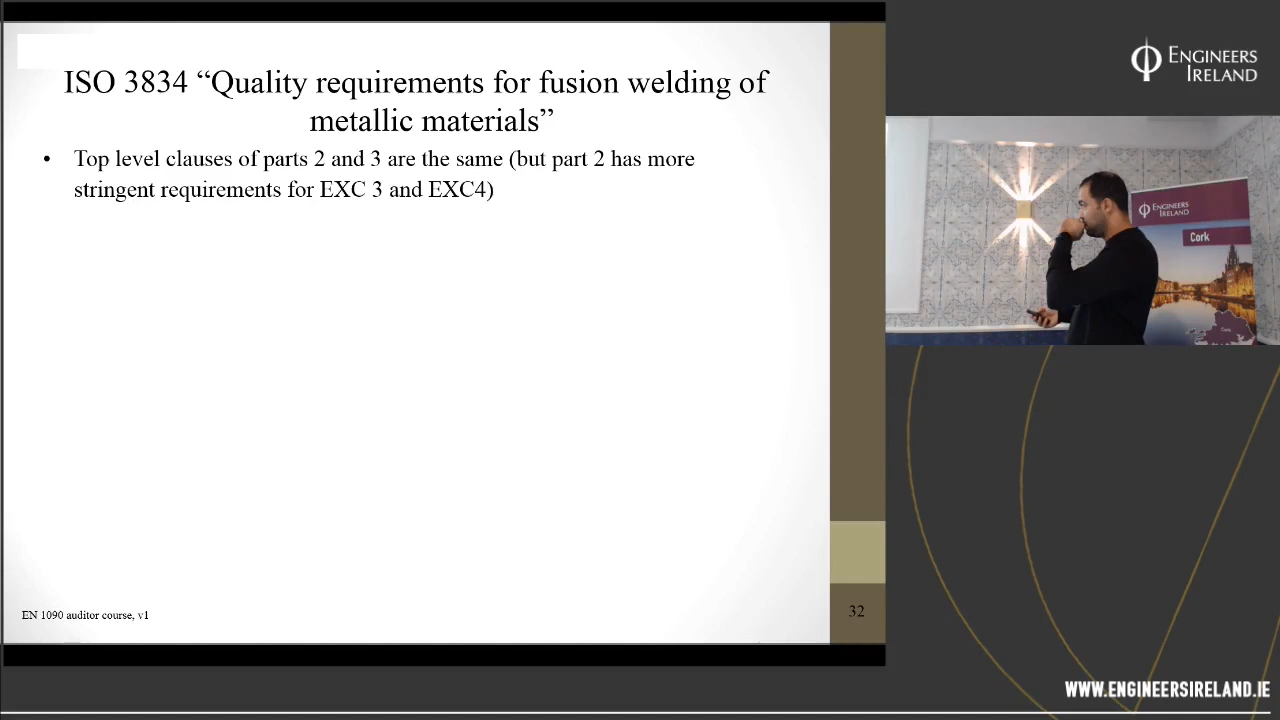 ISO 3834 “Quality requirements for fusion welding of
metallic materials”
• Top level clauses of parts 2 and 3 are the same (but part 2 has more
stringent requirements for EXC 3 and EXC4)
EN 1090 auditor course, v1
32
ENGINEERS
IRELAND
ENGINEERS
IRELAND
Cork
WWW.ENGINEERSIRELAND.IE